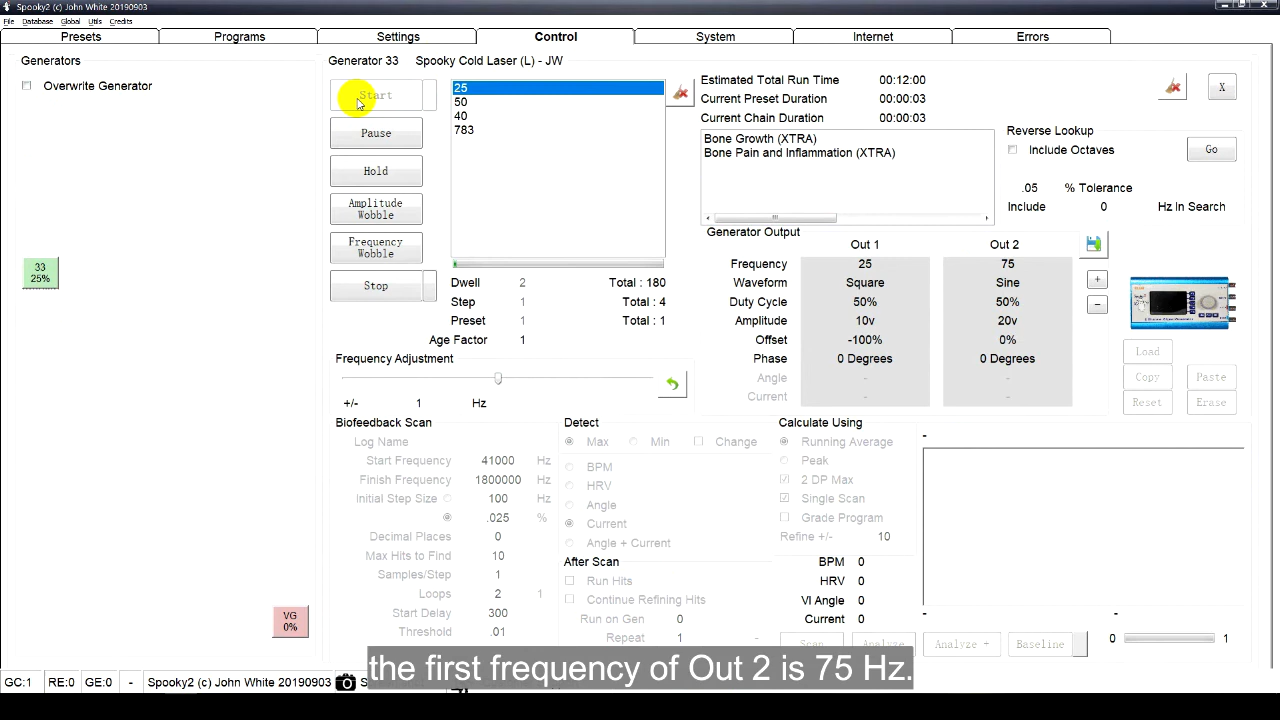 Spooky2 (c) John White 20190903
File Database Global Utils Credits
Presets Programs Settings Control System Internet Errors
Generators
Overwrite Generator
33
25%
VG
0%
Generator 33 Spooky Cold Laser (L) - JW
Start
Pause
Hold
Amplitude
Wobble
Frequency
Wobble
Stop
25
50
40
783
Dwell 2 Total : 180
Step 1 Total : 4
Preset 1 Total : 1
Age Factor 1
Frequency Adjustment
+/- 1 Hz
Estimated Total Run Time 00:12:00
Current Preset Duration 00:00:03
Current Chain Duration 00:00:03
X
Bone Growth (XTRA)
Bone Pain and Inflammation (XTRA)
Reverse Lookup
Include Octaves Go
.05 % Tolerance
Include 0 Hz In Search
Generator Output
Out 1 Out 2
Frequency 25 75
Waveform Square Sine
Duty Cycle 50% 50%
Amplitude 10v 20v
Offset -100% 0%
Phase 0 Degrees 0 Degrees
Angle - -
Current - -
+
-
Load
Copy Paste
Reset Erase
Biofeedback Scan
Log Name
Start Frequency 41000 Hz
Finish Frequency 1800000 Hz
Initial Step Size 100 Hz
.025 %
Decimal Places 0
Max Hits to Find 10
Samples/Step 1
Loops 2 1
Start Delay 300
Threshold .01
Detect
Max Min Change
BPM
HRV
Angle
Current
Angle + Current
After Scan
Run Hits
Continue Refining Hits
Run on Gen 0
Repeat 1 -
Calculate Using
Running Average
Peak
2 DP Max
Single Scan
Grade Program
Refine +/- 10
BPM 0
HRV 0
VI Angle 0
Current 0
-
- -
Scan Analyze Analyze + Baseline 0 1
the first frequency of Out 2 is 75 Hz.
GC:1 RE:0 GE:0 - Spooky2 (c) John White 20190903